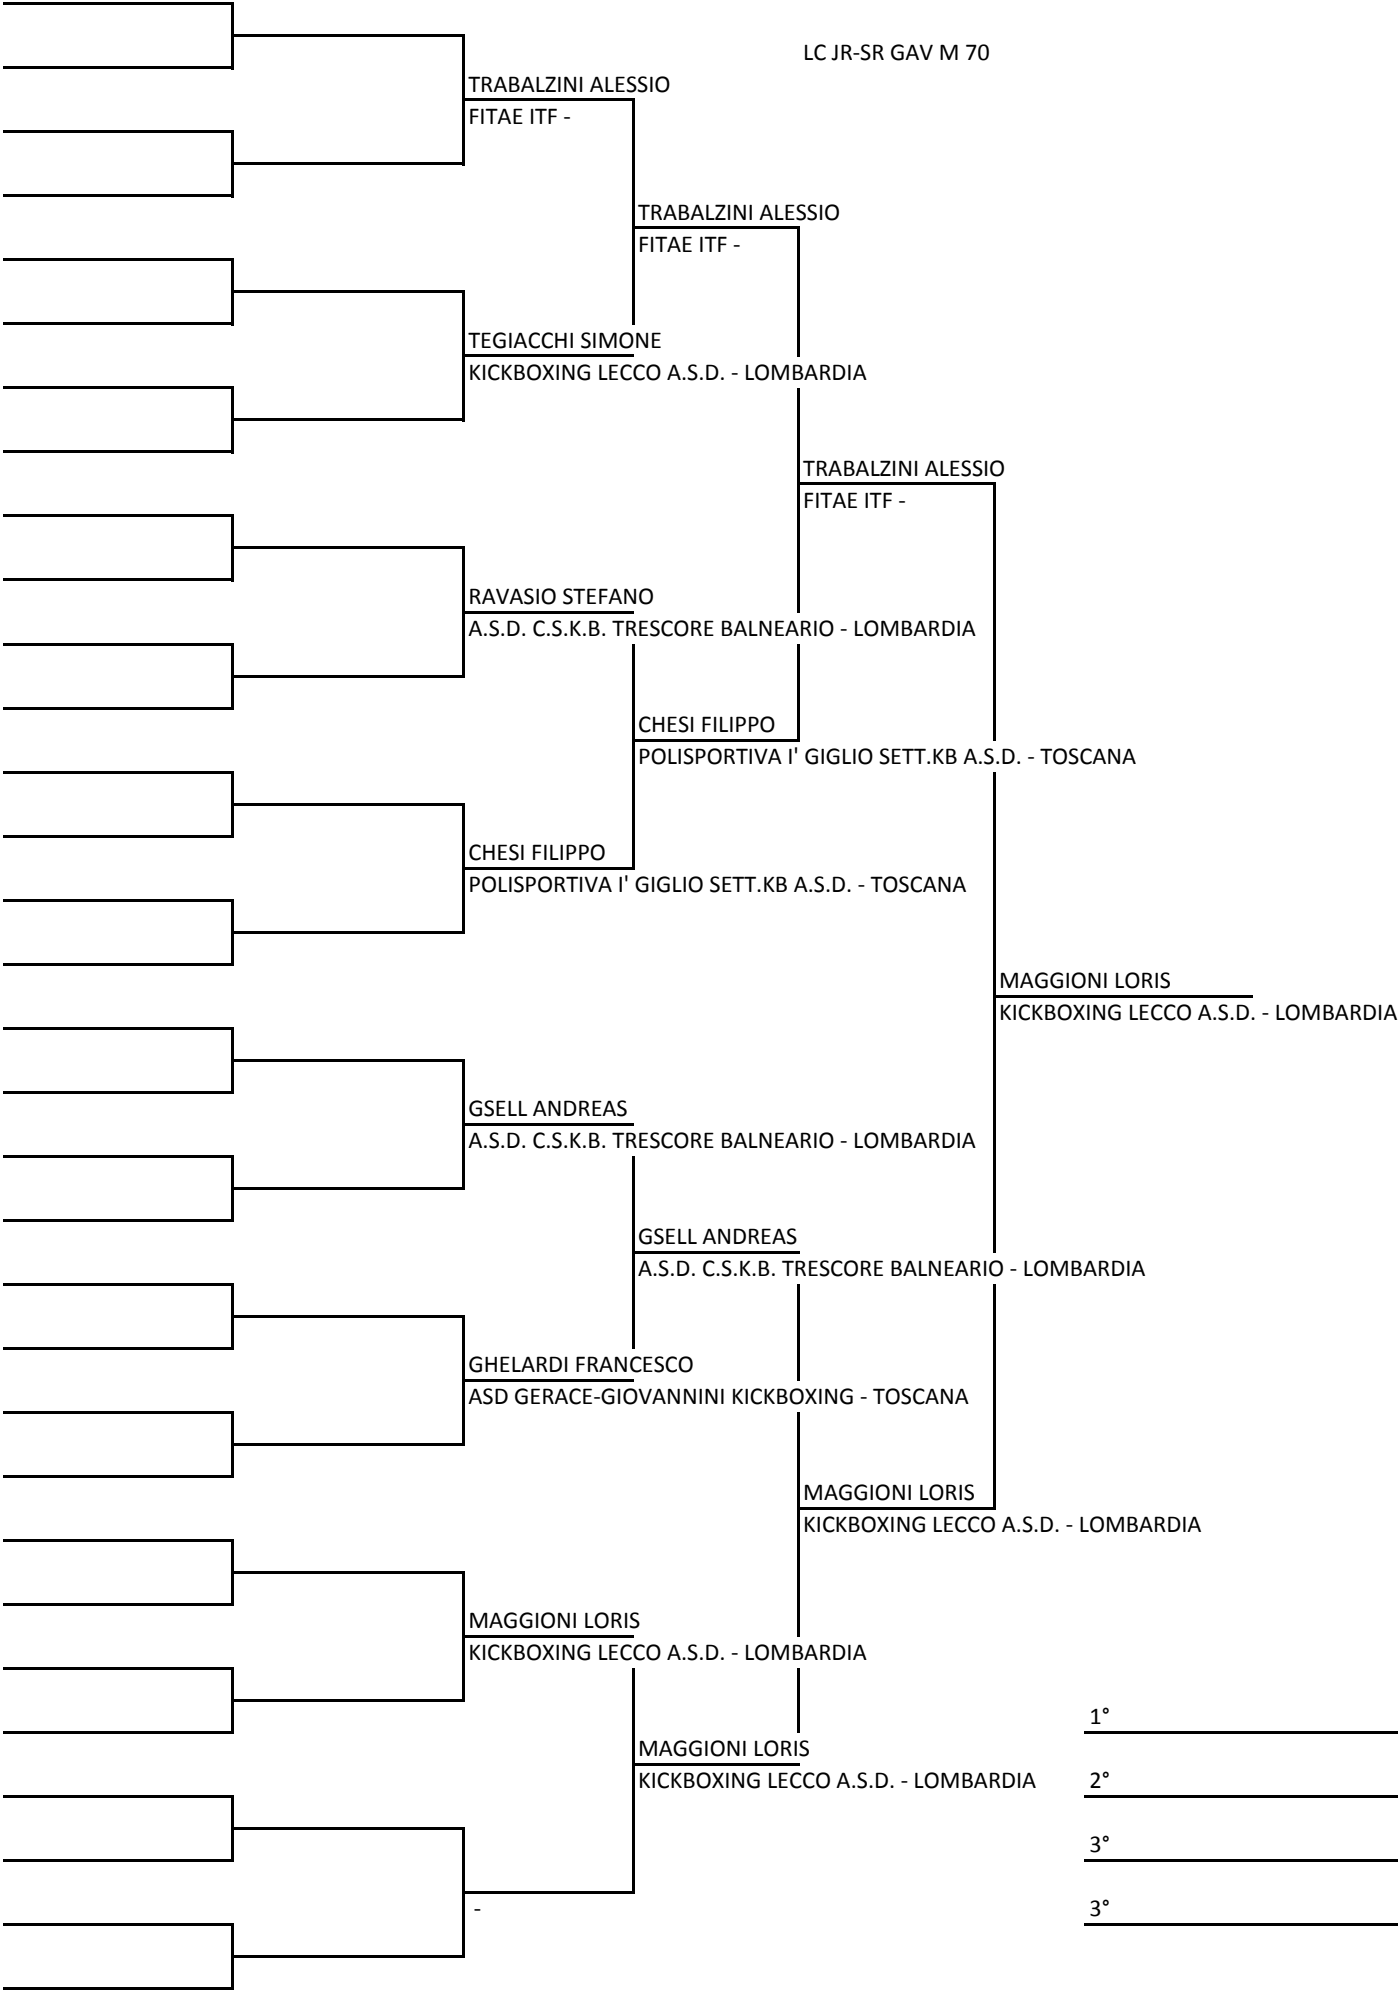 LC JR-SR GAV M 70
TRABALZINI ALESSIO
FITAE ITF -
TRABALZINI ALESSIO
FITAE ITF -
TEGIACCHI SIMONE
KICKBOXING LECCO A.S.D. - LOMBARDIA
TRABALZINI ALESSIO
FITAE ITF -
RAVASIO STEFANO
A.S.D. C.S.K.B. TRESCORE BALNEARIO - LOMBARDIA
CHESI FILIPPO
POLISPORTIVA I' GIGLIO SETT.KB A.S.D. - TOSCANA
CHESI FILIPPO
POLISPORTIVA I' GIGLIO SETT.KB A.S.D. - TOSCANA
MAGGIONI LORIS
KICKBOXING LECCO A.S.D. - LOMBARDIA
GSELL ANDREAS
A.S.D. C.S.K.B. TRESCORE BALNEARIO - LOMBARDIA
GSELL ANDREAS
A.S.D. C.S.K.B. TRESCORE BALNEARIO - LOMBARDIA
GHELARDI FRANCESCO
ASD GERACE-GIOVANNINI KICKBOXING - TOSCANA
MAGGIONI LORIS
KICKBOXING LECCO A.S.D. - LOMBARDIA
MAGGIONI LORIS
KICKBOXING LECCO A.S.D. - LOMBARDIA
1°
MAGGIONI LORIS
KICKBOXING LECCO A.S.D. - LOMBARDIA
2°
3°
-
3°